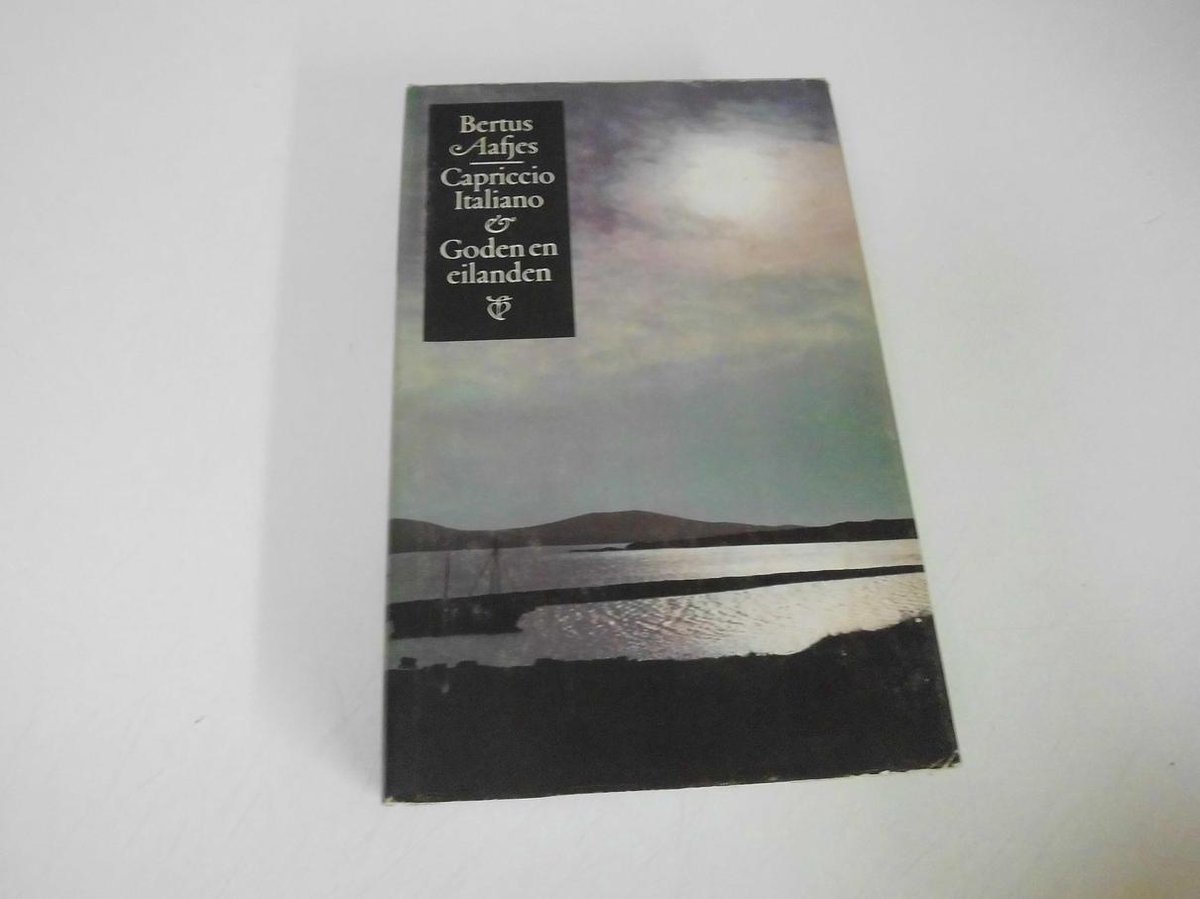 Bertus
Aafjes
Capriccio
Italiano
&
Goden en
eilanden